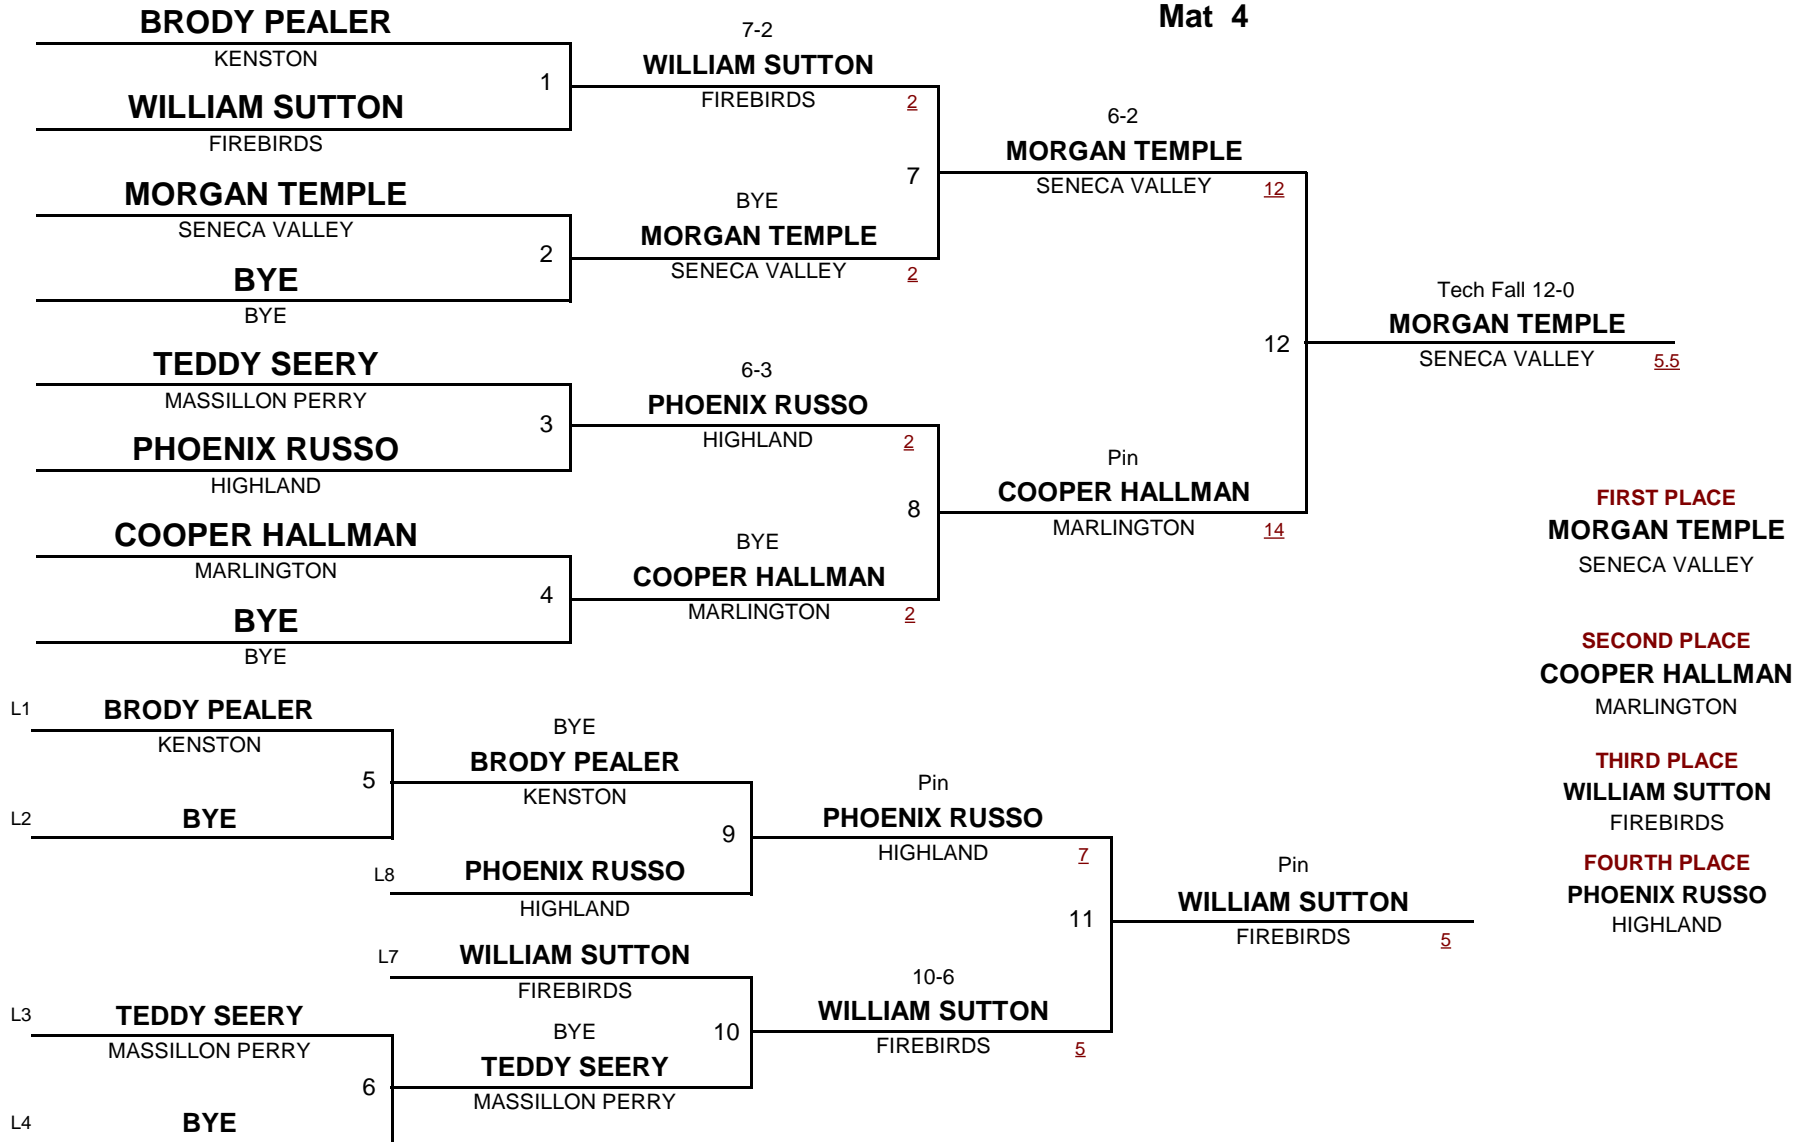 Mat 4
BRODY PEALER
KENSTON
1
WILLIAM SUTTON
FIREBIRDS
MORGAN TEMPLE
SENECA VALLEY
2
BYE
BYE
TEDDY SEERY
MASSILLON PERRY
3
PHOENIX RUSSO
HIGHLAND
COOPER HALLMAN
MARLINGTON
4
BYE
BYE
7-2
WILLIAM SUTTON
FIREBIRDS 2
7
BYE
MORGAN TEMPLE
SENECA VALLEY 2
6-3
PHOENIX RUSSO
HIGHLAND 2
8
BYE
COOPER HALLMAN
MARLINGTON 2
6-2
MORGAN TEMPLE
SENECA VALLEY 12
12
Pin
COOPER HALLMAN
MARLINGTON 14
Tech Fall 12-0
MORGAN TEMPLE
SENECA VALLEY 5.5
FIRST PLACE
MORGAN TEMPLE
SENECA VALLEY
SECOND PLACE
COOPER HALLMAN
MARLINGTON
THIRD PLACE
WILLIAM SUTTON
FIREBIRDS
FOURTH PLACE
PHOENIX RUSSO
HIGHLAND
L1 BRODY PEALER
KENSTON
5
L2 BYE
L3 TEDDY SEERY
MASSILLON PERRY
6
L4 BYE
BYE
BRODY PEALER
KENSTON
9
L8 PHOENIX RUSSO
HIGHLAND
L7 WILLIAM SUTTON
FIREBIRDS
10
BYE
TEDDY SEERY
MASSILLON PERRY
Pin
PHOENIX RUSSO
HIGHLAND 7
11
10-6
WILLIAM SUTTON
FIREBIRDS 5
Pin
WILLIAM SUTTON
FIREBIRDS 5